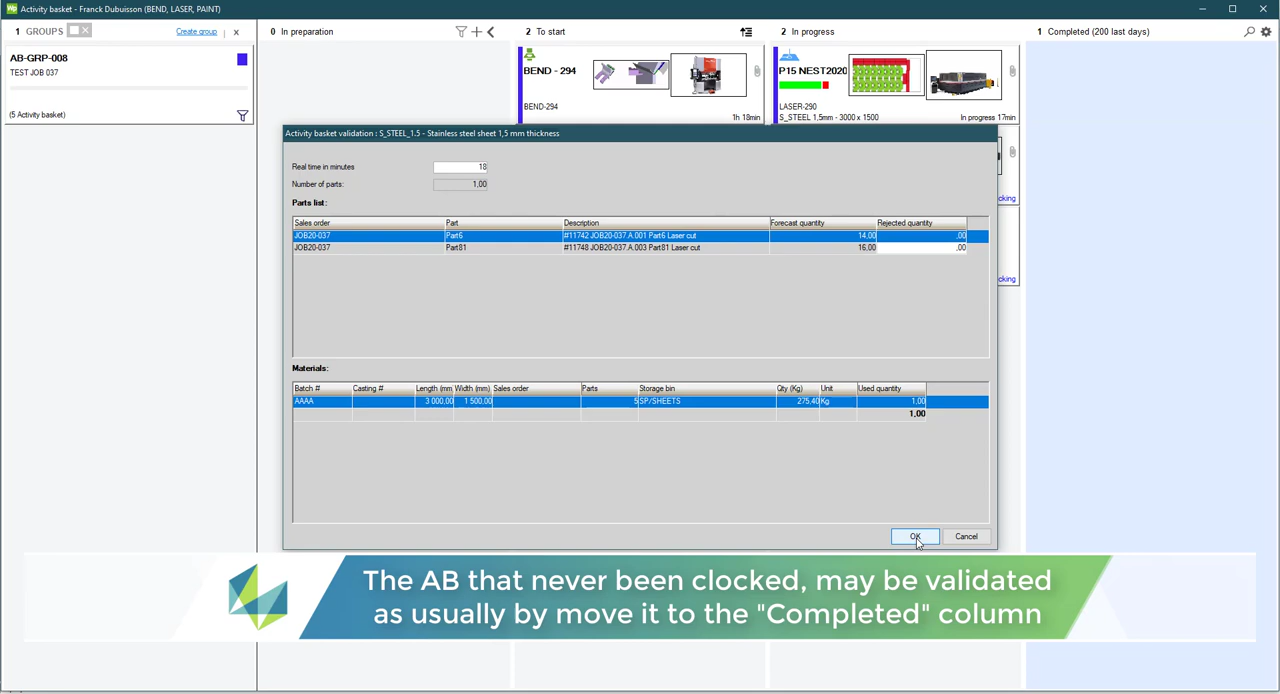 Wp Activity basket - Franck Dubuisson (BEND, LASER, PAINT)
1 GROUPS Create group
0 In preparation
2 To start
2 In progress
1 Completed (200 last days)
AB-GRP-008
TEST JOB 037
(5 Activity basket)
BEND - 294
BEND-294
1h 18min
P15 NEST2020
LASER-290
S_STEEL 1,5mm - 3000 x 1500
In progress 17min
cking
cking
Activity basket validation : S_STEEL_1.5 - Stainless steel sheet 1,5 mm thickness
Real time in minutes 18
Number of parts: 1,00
Parts list:
Sales order Part Description Forecast quantity Rejected quantity
JOB20-037 Part6 #11742 JOB20-037.A.001 Part6 Laser cut 14,00 ,00
JOB20-037 Part81 #11748 JOB20-037.A.003 Part81 Laser cut 16,00 ,00
Materials:
Batch # Casting # Length (mm Width (mm) Sales order Parts Storage bin Qty (Kg) Unit Used quantity
AAAA 3 000,00 1 500,00 5 SP/SHEETS 275,40 Kg 1,00
1,00
OK Cancel
The AB that never been clocked, may be validated
as usually by move it to the "Completed" column